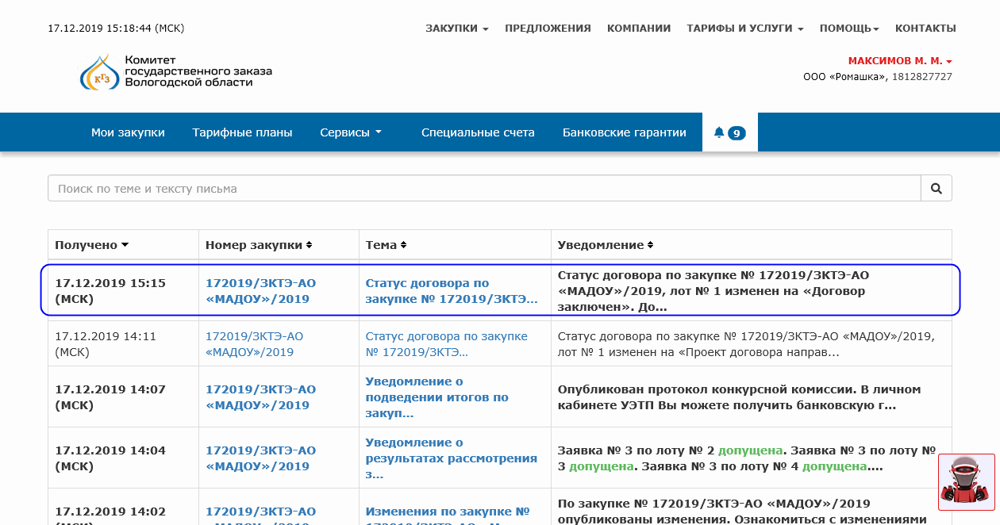 17.12.2019 15:18:44 (МСК)
ЗАКУПКИ ПРЕДЛОЖЕНИЯ КОМПАНИИ ТАРИФЫ И УСЛУГИ ПОМОЩЬ КОНТАКТЫ
КГЗ
Комитет
государственного заказа
Вологодской области
МАКСИМОВ М. М.
ООО «Ромашка», 1812827727
Мои закупки Тарифные планы Сервисы Специальные счета Банковские гарантии 9
Поиск по теме и тексту письма
Получено Номер закупки Тема Уведомление
17.12.2019 15:15
(МСК)
172019/ЗКТЭ-АО
«МАДОУ»/2019
Статус договора по
закупке № 172019/ЗКТЭ...
Статус договора по закупке № 172019/ЗКТЭ-АО
«МАДОУ»/2019, лот № 1 изменен на «Договор
заключен». До...
17.12.2019 14:11
(МСК)
172019/ЗКТЭ-АО
«МАДОУ»/2019
Статус договора по закупке
№ 172019/ЗКТЭ...
Статус договора по закупке № 172019/ЗКТЭ-АО «МАДОУ»/2019,
лот № 1 изменен на «Проект договора направ...
17.12.2019 14:07
(МСК)
172019/ЗКТЭ-АО
«МАДОУ»/2019
Уведомление о
подведении итогов по
закуп...
Опубликован протокол конкурсной комиссии. В личном
кабинете УЭТП Вы можете получить банковскую г...
17.12.2019 14:04
(МСК)
172019/ЗКТЭ-АО
«МАДОУ»/2019
Уведомление о
результатах рассмотрения
з...
Заявка № 3 по лоту № 2 допущена. Заявка № 3 по лоту №
3 допущена. Заявка № 3 по лоту № 4 допущена....
17.12.2019 14:02
(МСК)
172019/ЗКТЭ-АО
«МАДОУ»/2019
Изменения по закупке №
По закупке № 172019/ЗКТЭ-АО «МАДОУ»/2019
опубликованы изменения. Ознакомиться с изменениями